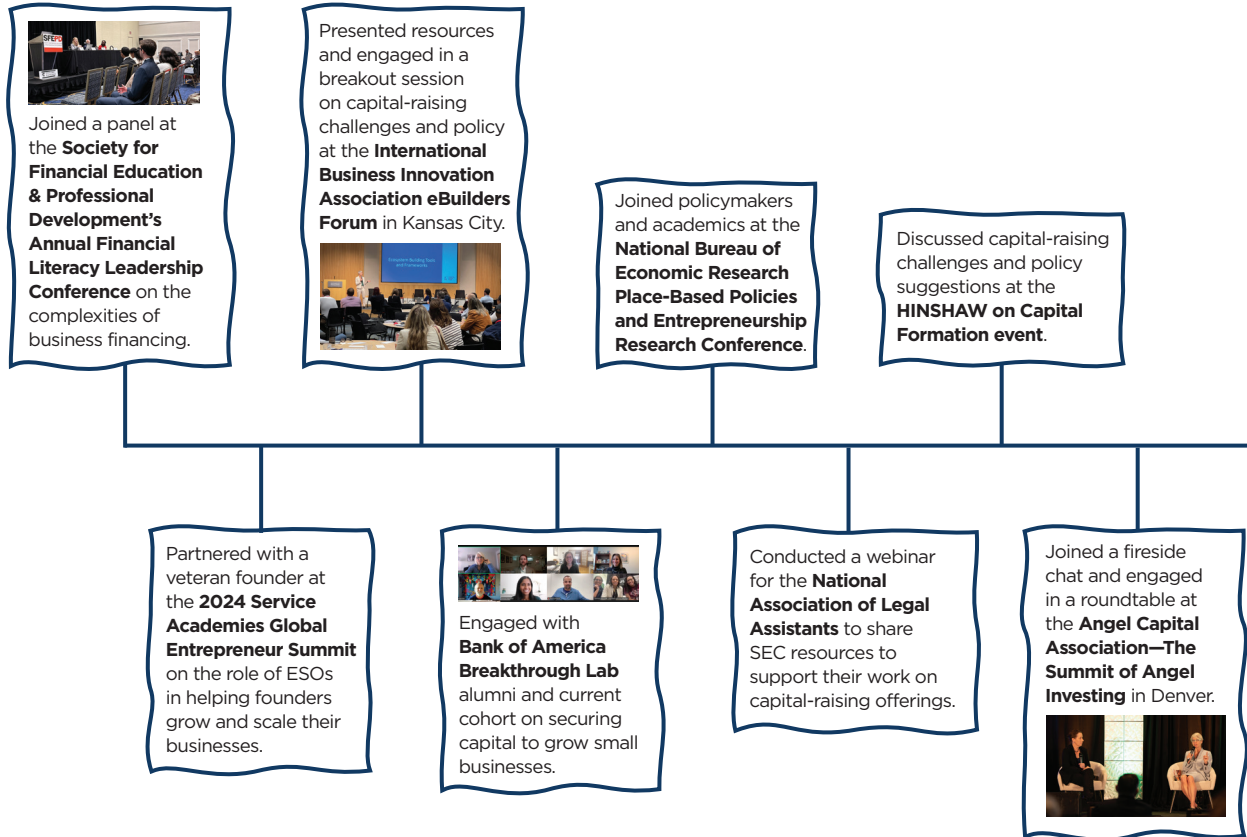 SFEPD
Joined a panel at
the Society for
Financial Education
& Professional
Development’s
Annual Financial
Literacy Leadership
Conference on the
complexities of
business financing.
Partnered with a
veteran founder at
the 2024 Service
Academies Global
Entrepreneur Summit
on the role of ESOs
in helping founders
grow and scale their
businesses.
Presented resources
and engaged in a
breakout session
on capital-raising
challenges and policy
at the International
Business Innovation
Association eBuilders
Forum in Kansas City.
Ecosystem Building Tools
and Frameworks
Engaged with
Bank of America
Breakthrough Lab
alumni and current
cohort on securing
capital to grow small
businesses.
Joined policymakers
and academics at the
National Bureau of
Economic Research
Place-Based Policies
and Entrepreneurship
Research Conference.
Conducted a webinar
for the National
Association of Legal
Assistants to share
SEC resources to
support their work on
capital-raising offerings.
Discussed capital-raising
challenges and policy
suggestions at the
HINSHAW on Capital
Formation event.
Joined a fireside
chat and engaged
in a roundtable at
the Angel Capital
Association—The
Summit of Angel
Investing in Denver.